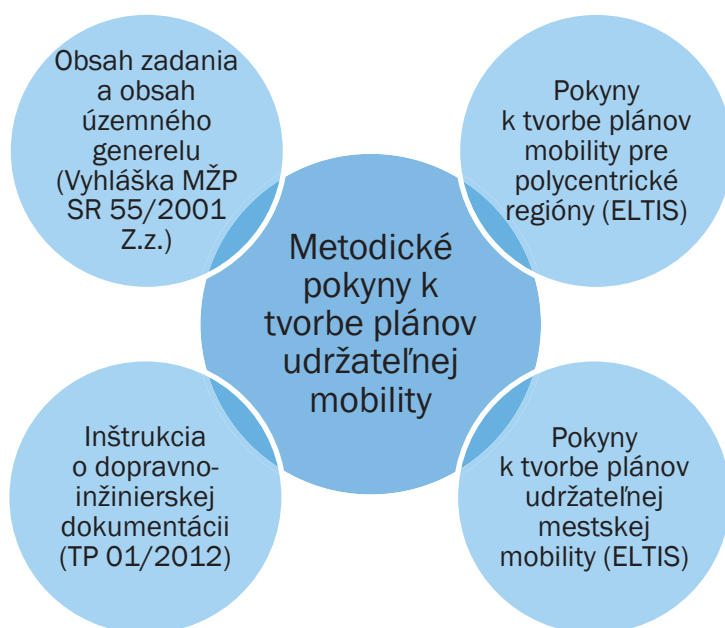 Obsah zadania
a obsah
územného
generelu
(Vyhláška MŽP
SR 55/2001
Z.z.)
Pokyny
k tvorbe plánov
mobility pre
polycentrické
regióny (ELTIS)
Metodické
pokyny k
tvorbe plánov
udržateľnej
mobility
Inštrukcia
o dopravno-
inžinierskej
dokumentácii
(TP 01/2012)
Pokyny
k tvorbe plánov
udržateľnej
mestskej
mobility (ELTIS)